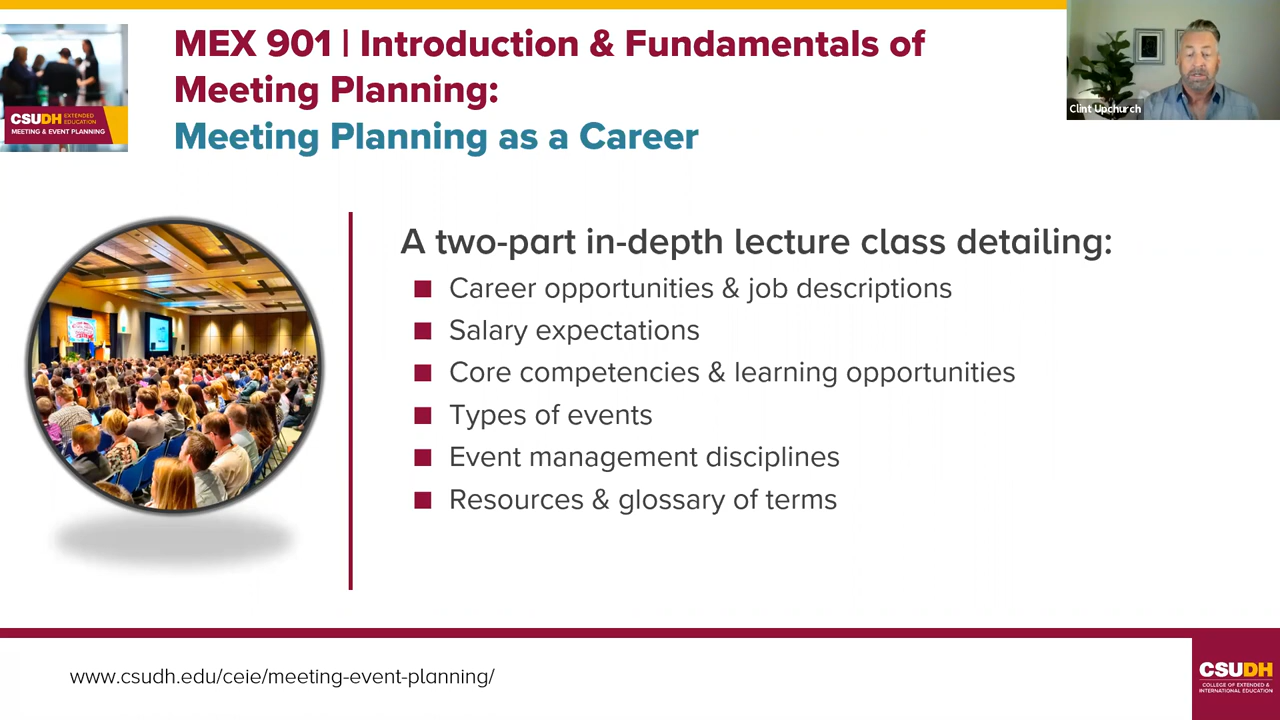 MEX 901 | Introduction & Fundamentals of
Meeting Planning:
Meeting Planning as a Career
CSUDH EXTENDED
EDUCATION
MEETING & EVENT PLANNING
Clint Upchurch
A two-part in-depth lecture class detailing:
Career opportunities & job descriptions
Salary expectations
Core competencies & learning opportunities
Types of events
Event management disciplines
Resources & glossary of terms
www.csudh.edu/ceie/meeting-event-planning/
CSUDH
COLLEGE OF EXTENDED &
INTERNATIONAL EDUCATION